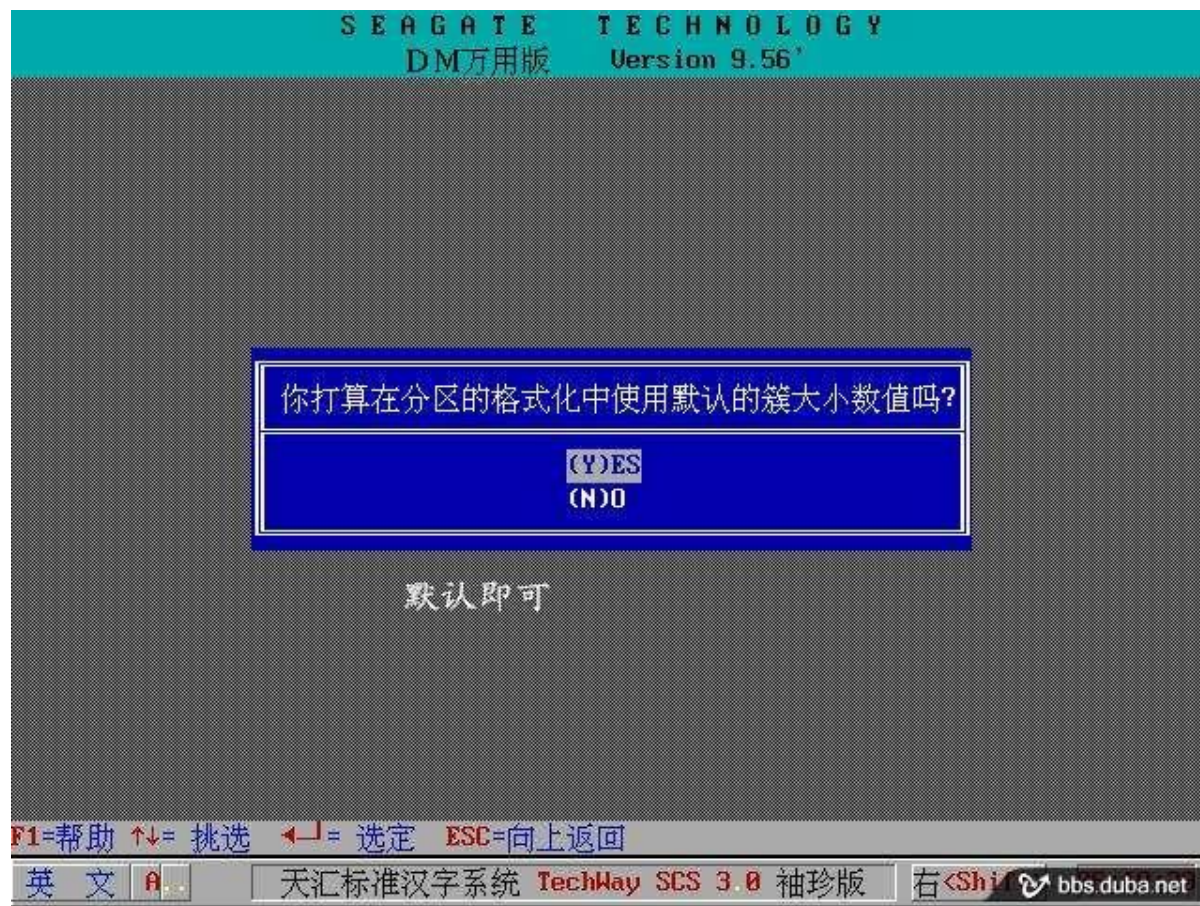 SEAGATE TECHNOLOGY
DM万用版 Version 9.56'
你打算在分区的格式化中使用默认的簇大小数值吗?
(Y)ES
(N)O
默认即可
F1=帮助 ↑↓= 挑选 ◄┘= 选定 ESC=向上返回
英 文 A.. 天汇标准汉字系统 TechWay SCS 3.0 袖珍版 右<Shi
bbs.duba.net